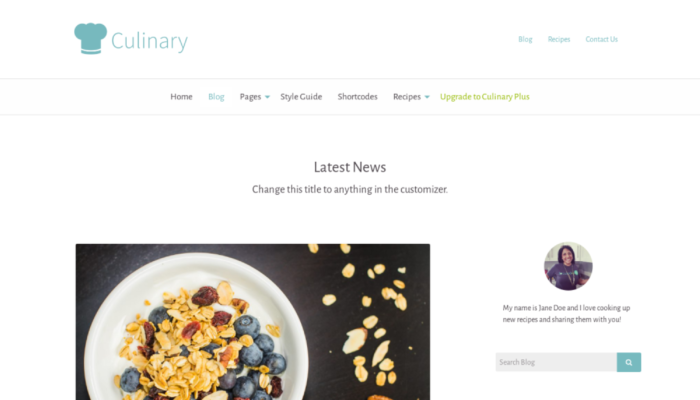 Culinary
Blog Recipes Contact Us
Home Blog Pages Style Guide Shortcodes Recipes Upgrade to Culinary Plus
Latest News
Change this title to anything in the customizer.
My name is Jane Doe and I love cooking up
new recipes and sharing them with you!
Search Blog